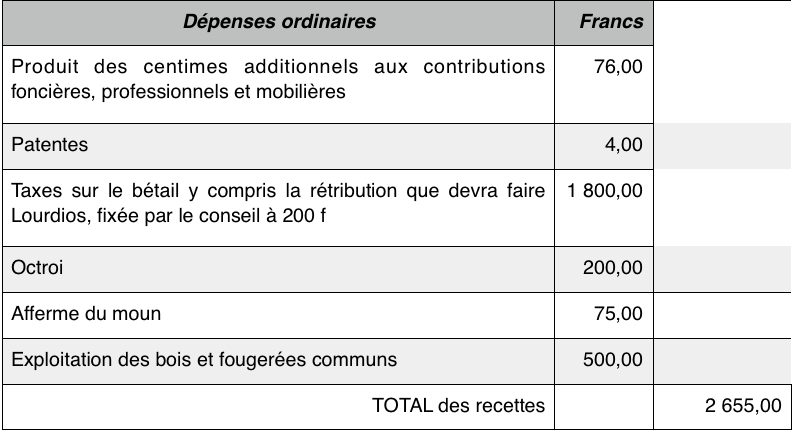 Dépenses ordinaires Francs
Produit des centimes additionnels aux contributions 76,00
foncières, professionnels et mobilières
Patentes 4,00
Taxes sur le bétail y compris la rétribution que devra faire 1 800,00
Lourdios, fixée par le conseil à 200 f
Octroi 200,00
Afferme du moun 75,00
Exploitation des bois et fougerées communs 500,00
TOTAL des recettes 2 655,00